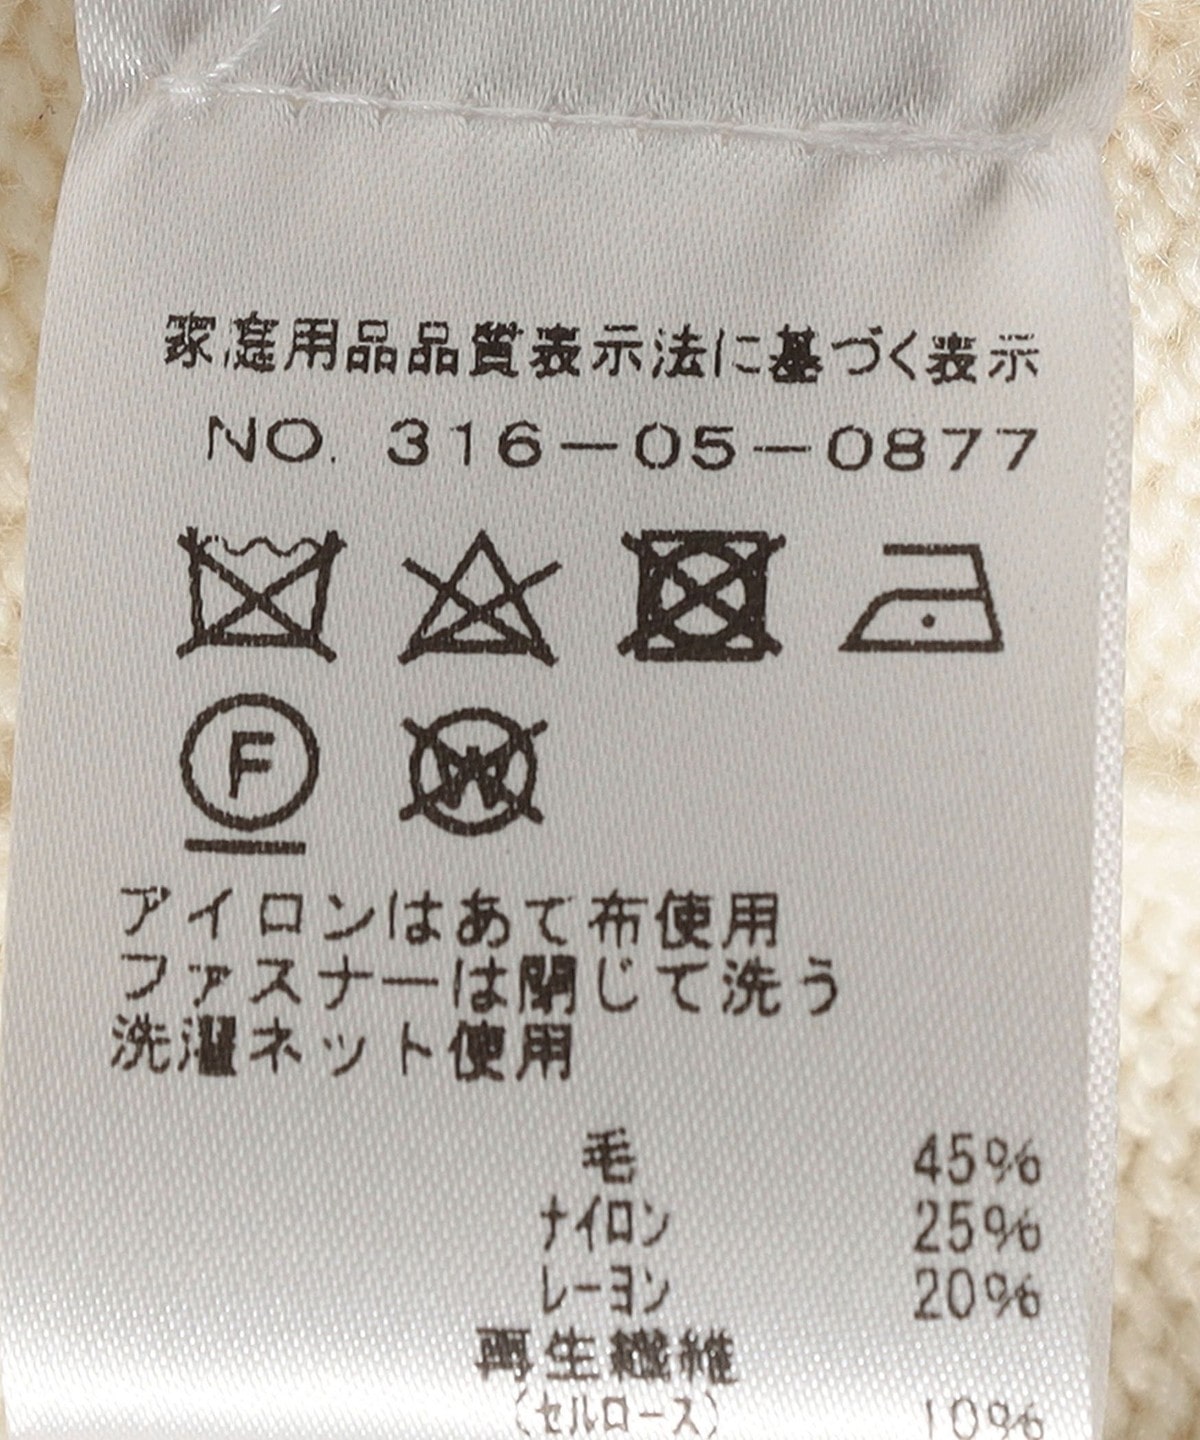 家庭用品品質表示法に基づく表示
NO. 316-05-0877
F
W
アイロンはあて布使用
ファスナーは閉じて洗う
洗濯ネット使用
毛 45%
ナイロン 25%
レーヨン 20%
再生繊維
(セルロース) 10%